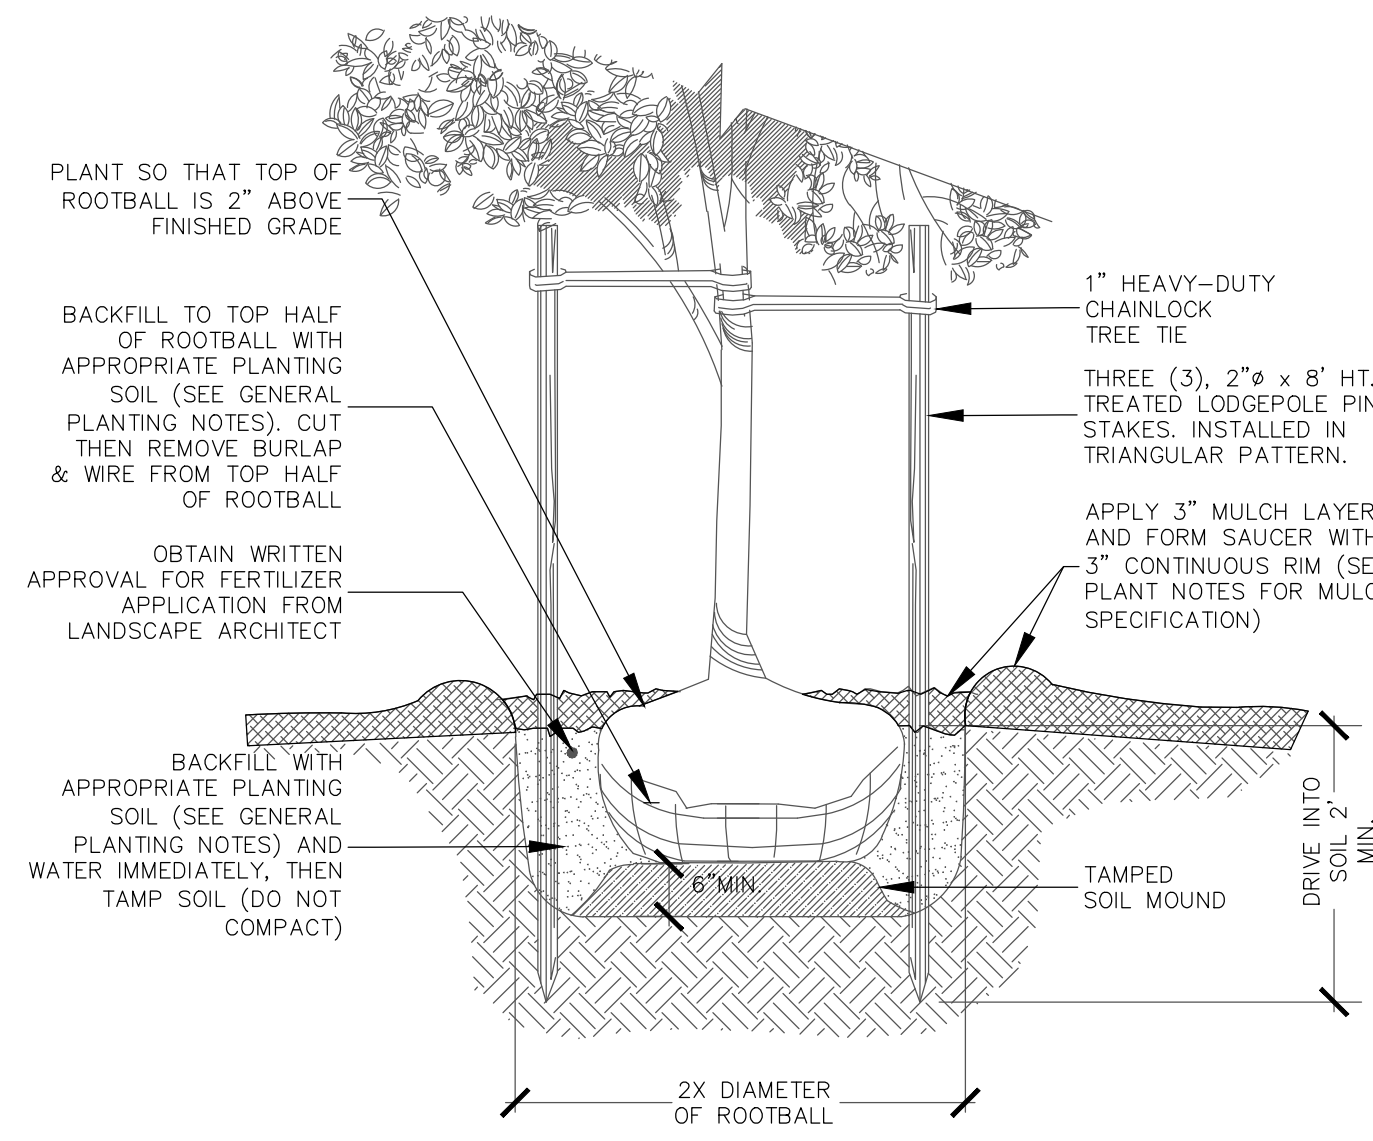 PLANT SO THAT TOP OF
ROOTBALL IS 2” ABOVE
FINISHED GRADE
BACKFILL TO TOP HALF
OF ROOTBALL WITH
APPROPRIATE PLANTING
SOIL (SEE GENERAL
PLANTING NOTES). CUT
THEN REMOVE BURLAP
& WIRE FROM TOP HALF
OF ROOTBALL
OBTAIN WRITTEN
APPROVAL FOR FERTILIZER
APPLICATION FROM
LANDSCAPE ARCHITECT
BACKFILL WITH
APPROPRIATE PLANTING
SOIL (SEE GENERAL
PLANTING NOTES) AND
WATER IMMEDIATELY, THEN
TAMP SOIL (DO NOT
COMPACT)
1” HEAVY–DUTY
CHAINLOCK
TREE TIE
THREE (3), 2”ø x 8’ HT.
TREATED LODGEPOLE PIN
STAKES. INSTALLED IN
TRIANGULAR PATTERN.
APPLY 3” MULCH LAYER
AND FORM SAUCER WITH
3” CONTINUOUS RIM (SE
PLANT NOTES FOR MULC
SPECIFICATION)
TAMPED
SOIL MOUND
DRIVE INTO
SOIL 2’
MIN.
6”MIN.
2X DIAMETER
OF ROOTBALL